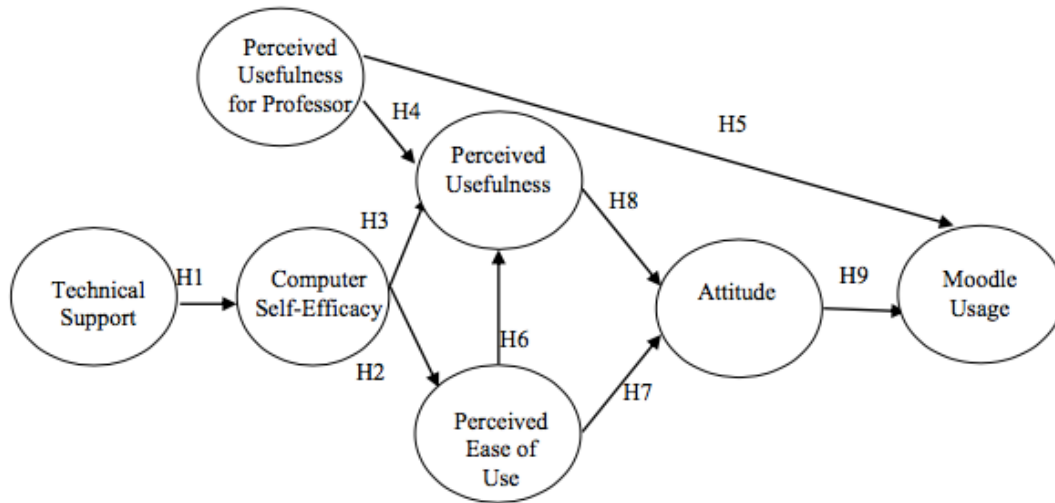 Perceived
Usefulness
for Professor
H4
H5
Perceived
Usefulness
H3
H8
H1
Technical
Support
Computer
Self-Efficacy
H2
H6
Attitude
H9
Moodle
Usage
H7
Perceived
Ease of
Use